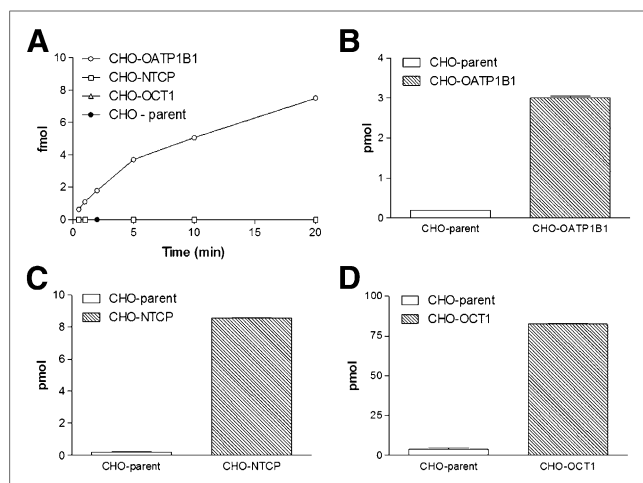 A
CHO-OATP1B1
CHO-NTCP
CHO-OCT1
CHO - parent
fmol
10
8
6
4
2
0
0
5
10
15
20
Time (min)
B
CHO-parent
CHO-OATP1B1
pmol
4
3
2
1
0
CHO-parent
CHO-OATP1B1
C
CHO-parent
CHO-NTCP
pmol
10
8
6
4
2
0
CHO-parent
CHO-NTCP
D
CHO-parent
CHO-OCT1
pmol
100
75
50
25
0
CHO-parent
CHO-OCT1